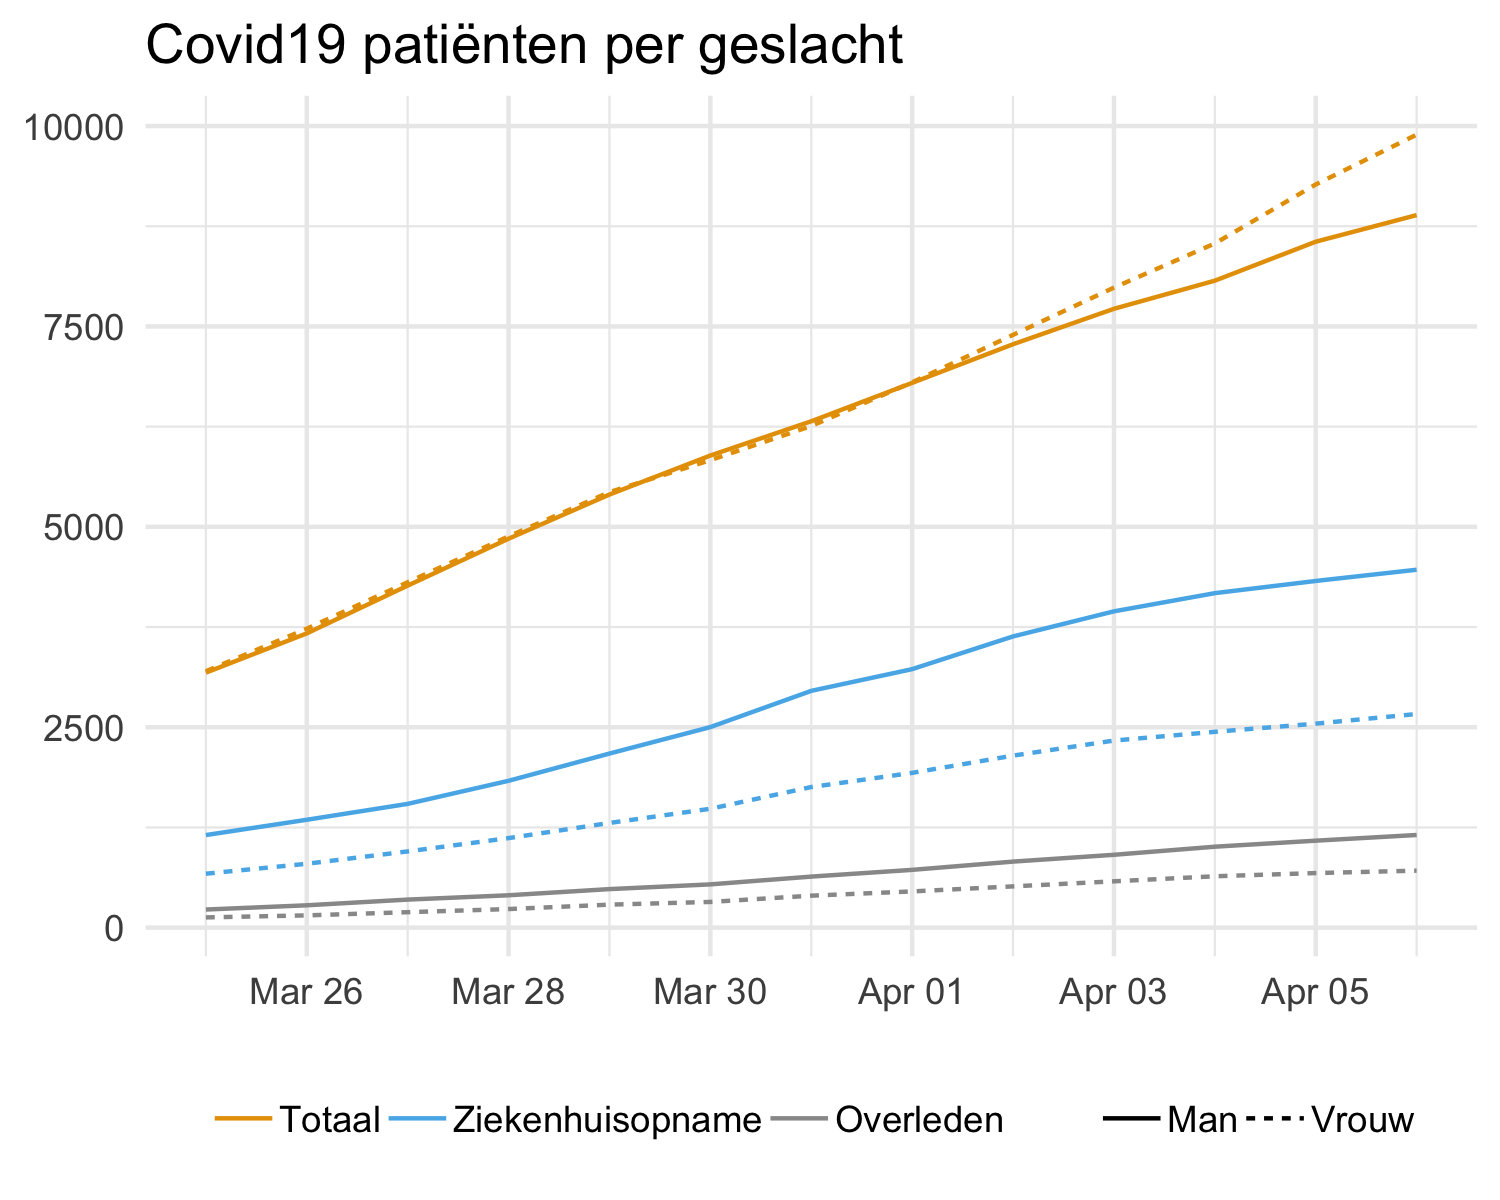 Covid19 patiënten per geslacht
10000
7500
5000
2500
0
Mar 26 Mar 28 Mar 30 Apr 01 Apr 03 Apr 05
Totaal Ziekenhuisopname Overleden Man Vrouw